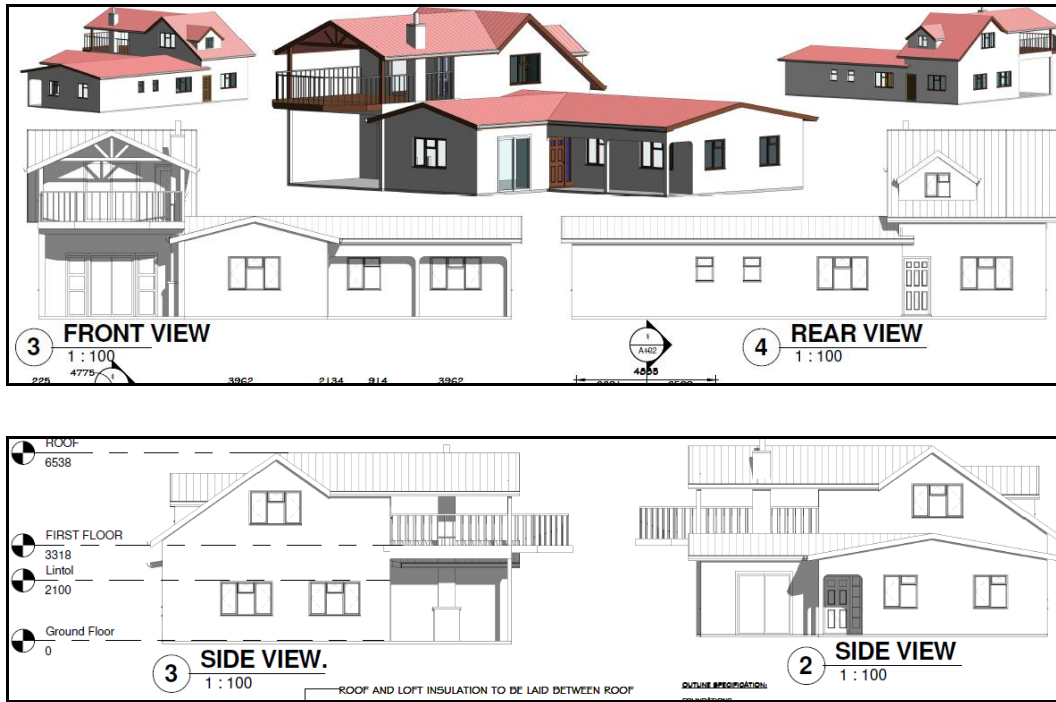 3
FRONT VIEW
1 : 100
1
A402
4
REAR VIEW
1 : 100
4775
1
225
3962
2134
914
3962
ROOF
6538
FIRST FLOOR
3318
Lintol
2100
Ground Floor
0
3
SIDE VIEW.
1 : 100
2
SIDE VIEW
1 : 100
ROOF AND LOFT INSULATION TO BE LAID BETWEEN ROOF
OUTLINE SPECIFICATION: